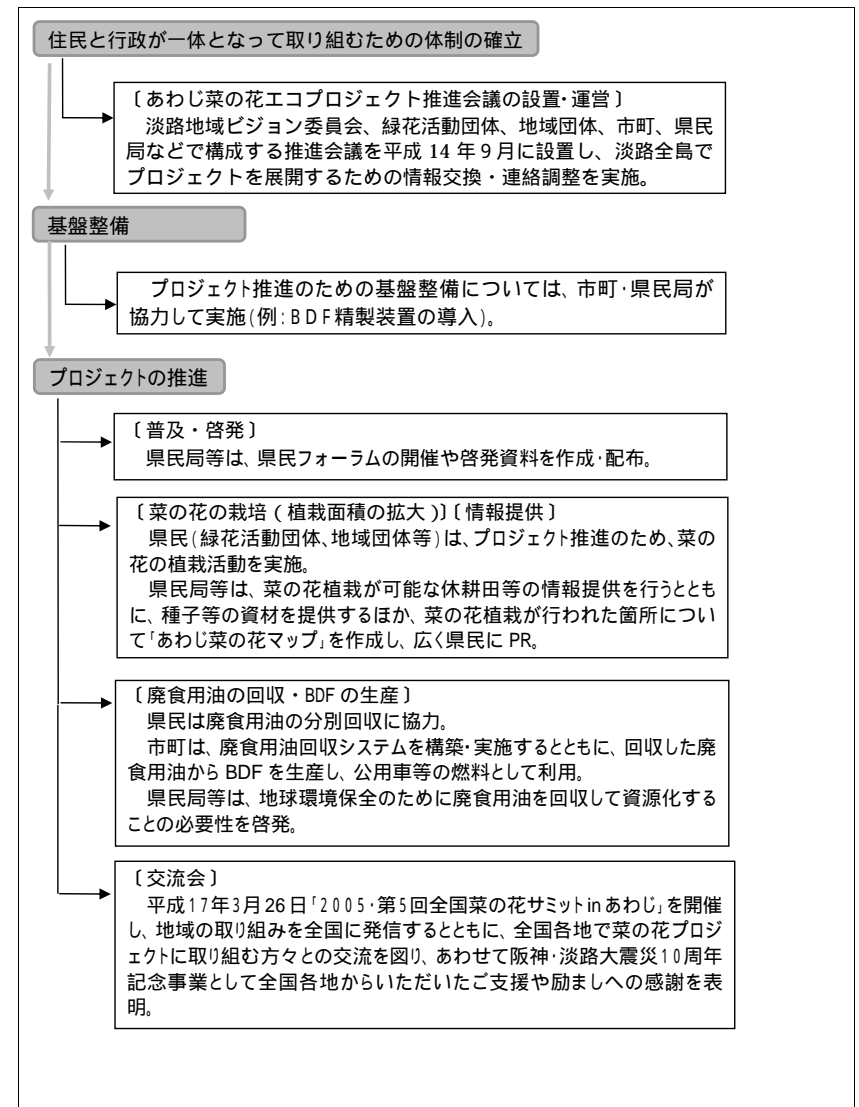 住民と行政が一体となって取り組むための体制の確立
〔あわじ菜の花エコプロジェクト推進会議の設置・運営〕
淡路地域ビジョン委員会、緑花活動団体、地域団体、市町、県民
局などで構成する推進会議を平成 14 年９月に設置し、淡路全島で
プロジェクトを展開するための情報交換・連絡調整を実施。
基盤整備
プロジェクト推進のための基盤整備については、市町・県民局が
協力して実施(例：ＢＤＦ精製装置の導入)。
プロジェクトの推進
〔普及・啓発〕
県民局等は、県民フォーラムの開催や啓発資料を作成・配布。
〔菜の花の栽培（植栽面積の拡大）〕〔情報提供〕
県民(緑花活動団体、地域団体等)は、プロジェクト推進のため、菜の
花の植栽活動を実施。
県民局等は、菜の花植栽が可能な休耕田等の情報提供を行うととも
に、種子等の資材を提供するほか、菜の花植栽が行われた箇所につい
て「あわじ菜の花マップ」を作成し、広く県民に PR。
〔廃食用油の回収・BDF の生産〕
県民は廃食用油の分別回収に協力。
市町は、廃食用油回収システムを構築・実施するとともに、回収した廃
食用油から BDF を生産し、公用車等の燃料として利用。
県民局等は、地球環境保全のために廃食用油を回収して資源化する
ことの必要性を啓発。
〔交流会〕
平成１７年３月２６日「２００５・第５回全国菜の花サミット in あわじ」を開催
し、地域の取り組みを全国に発信するとともに、全国各地で菜の花プロジ
ェクトに取り組む方々との交流を図り、あわせて阪神・淡路大震災１０周年
記念事業として全国各地からいただいたご支援や励ましへの感謝を表
明。